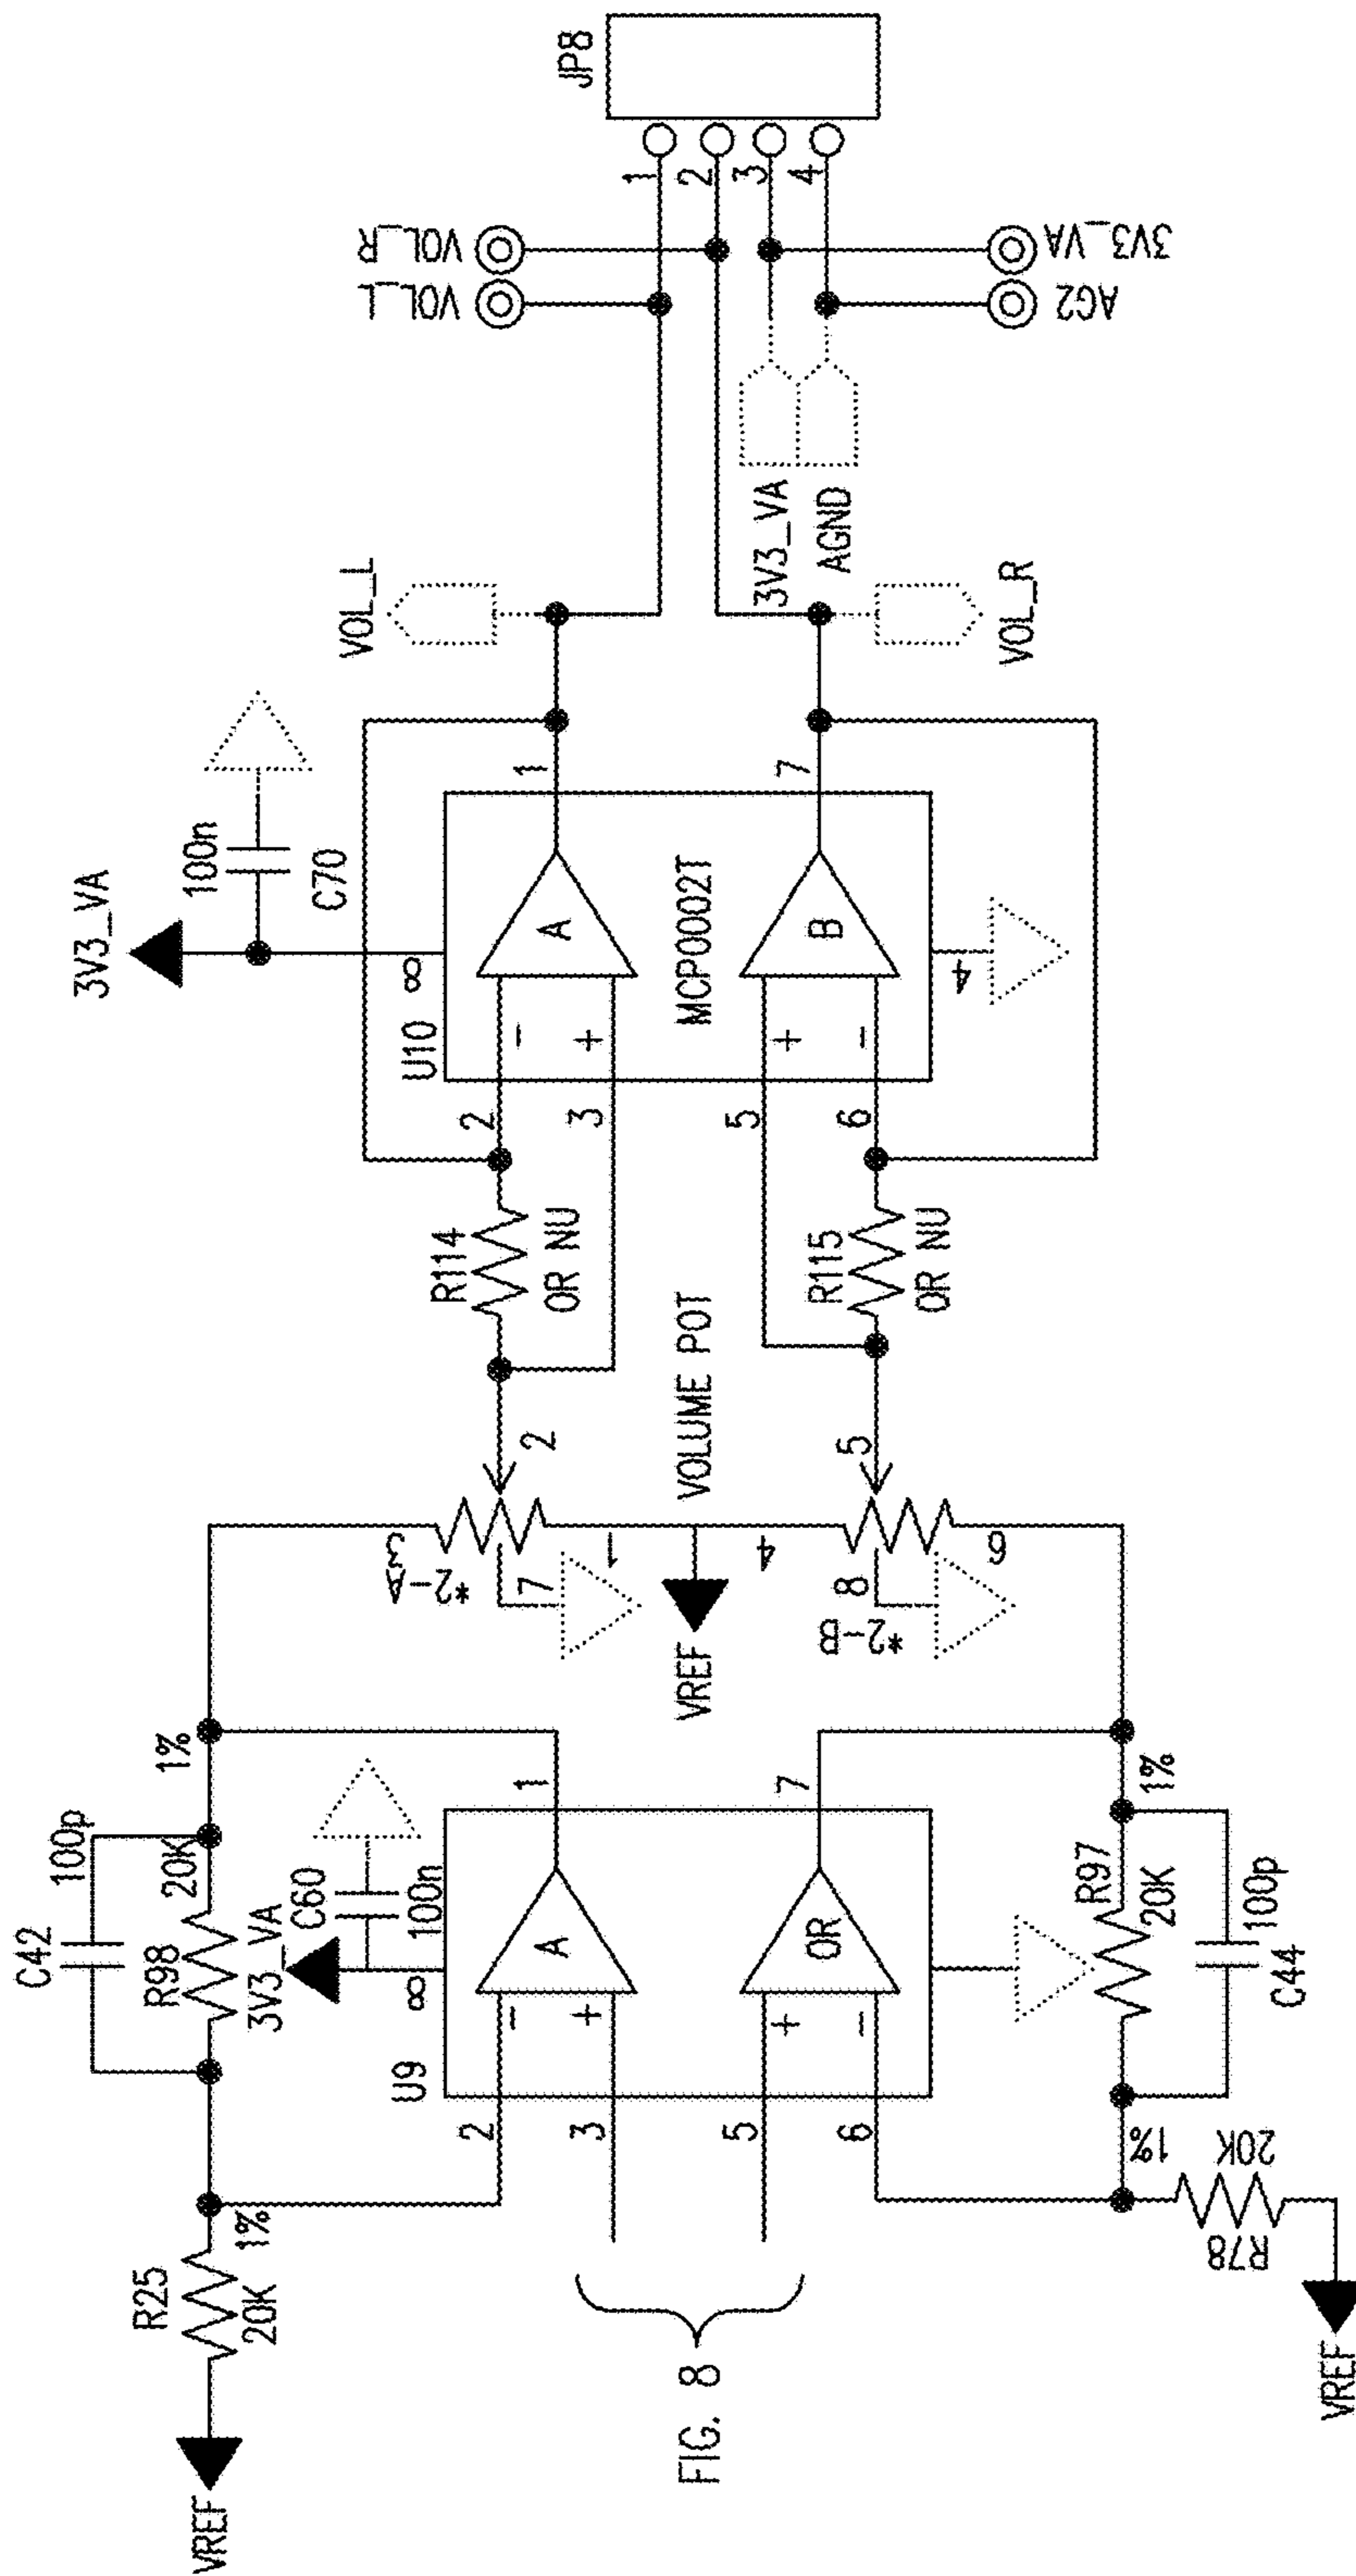 VREF
R25
20K
1%
C42
100p
R98
20K
1%
3V3_VA
C60
100n
U9
8
2
3
5
6
-
+
+
-
A
OR
1
7
FIG. 8
1%
20K
R78
VREF
R97
20K
1%
100p
C44
3
*2-A
7
1
2
VREF
VOLUME POT
4
8
*2-B
5
6
R114
OR NU
R115
OR NU
3V3_VA
100n
C70
U10
8
2
3
5
6
-
+
+
-
A
B
MCP0002T
4
1
7
VOL_L
VOL_R
3V3_VA
AGND
VOL_L
VOL_R
AG2
3V3_VA
1
2
3
4
JP8